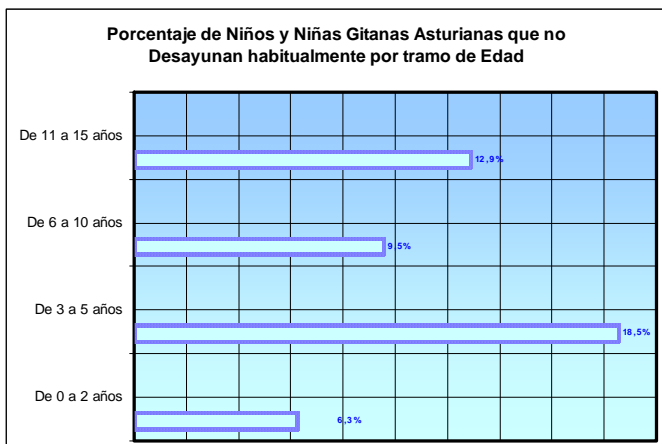 Porcentaje de Niños y Niñas Gitanas Asturianas que no
Desayunan habitualmente por tramo de Edad
De 11 a 15 años
12,9%
De 6 a 10 años
9,5%
De 3 a 5 años
18,5%
De 0 a 2 años
6,3%